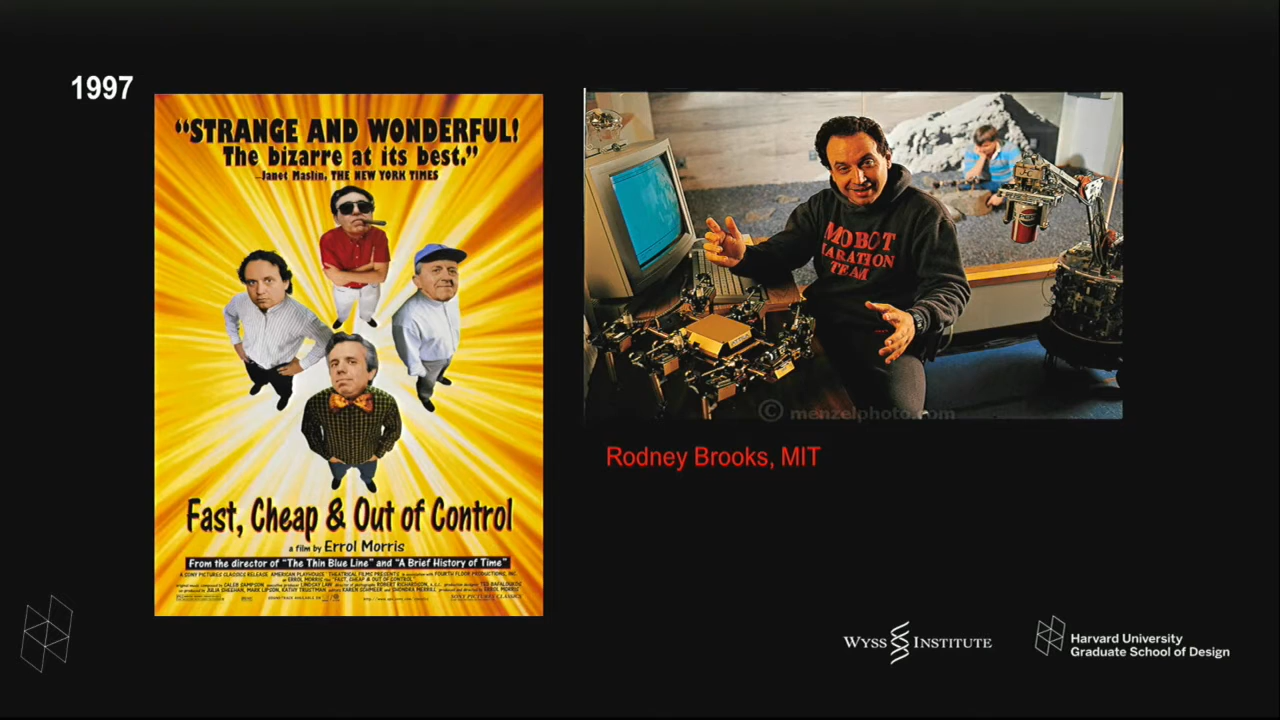 1997
“STRANGE AND WONDERFUL!
The bizarre at its best.”
–Janet Maslin, THE NEW YORK TIMES
Fast, Cheap & Out of Control
a film by Errol Morris
From the director of "The Thin Blue Line" and "A Brief History of Time"
MOBOT
MARATHON
TEAM
© menzelphoto.com
Rodney Brooks, MIT
WYSS INSTITUTE
Harvard University
Graduate School of Design